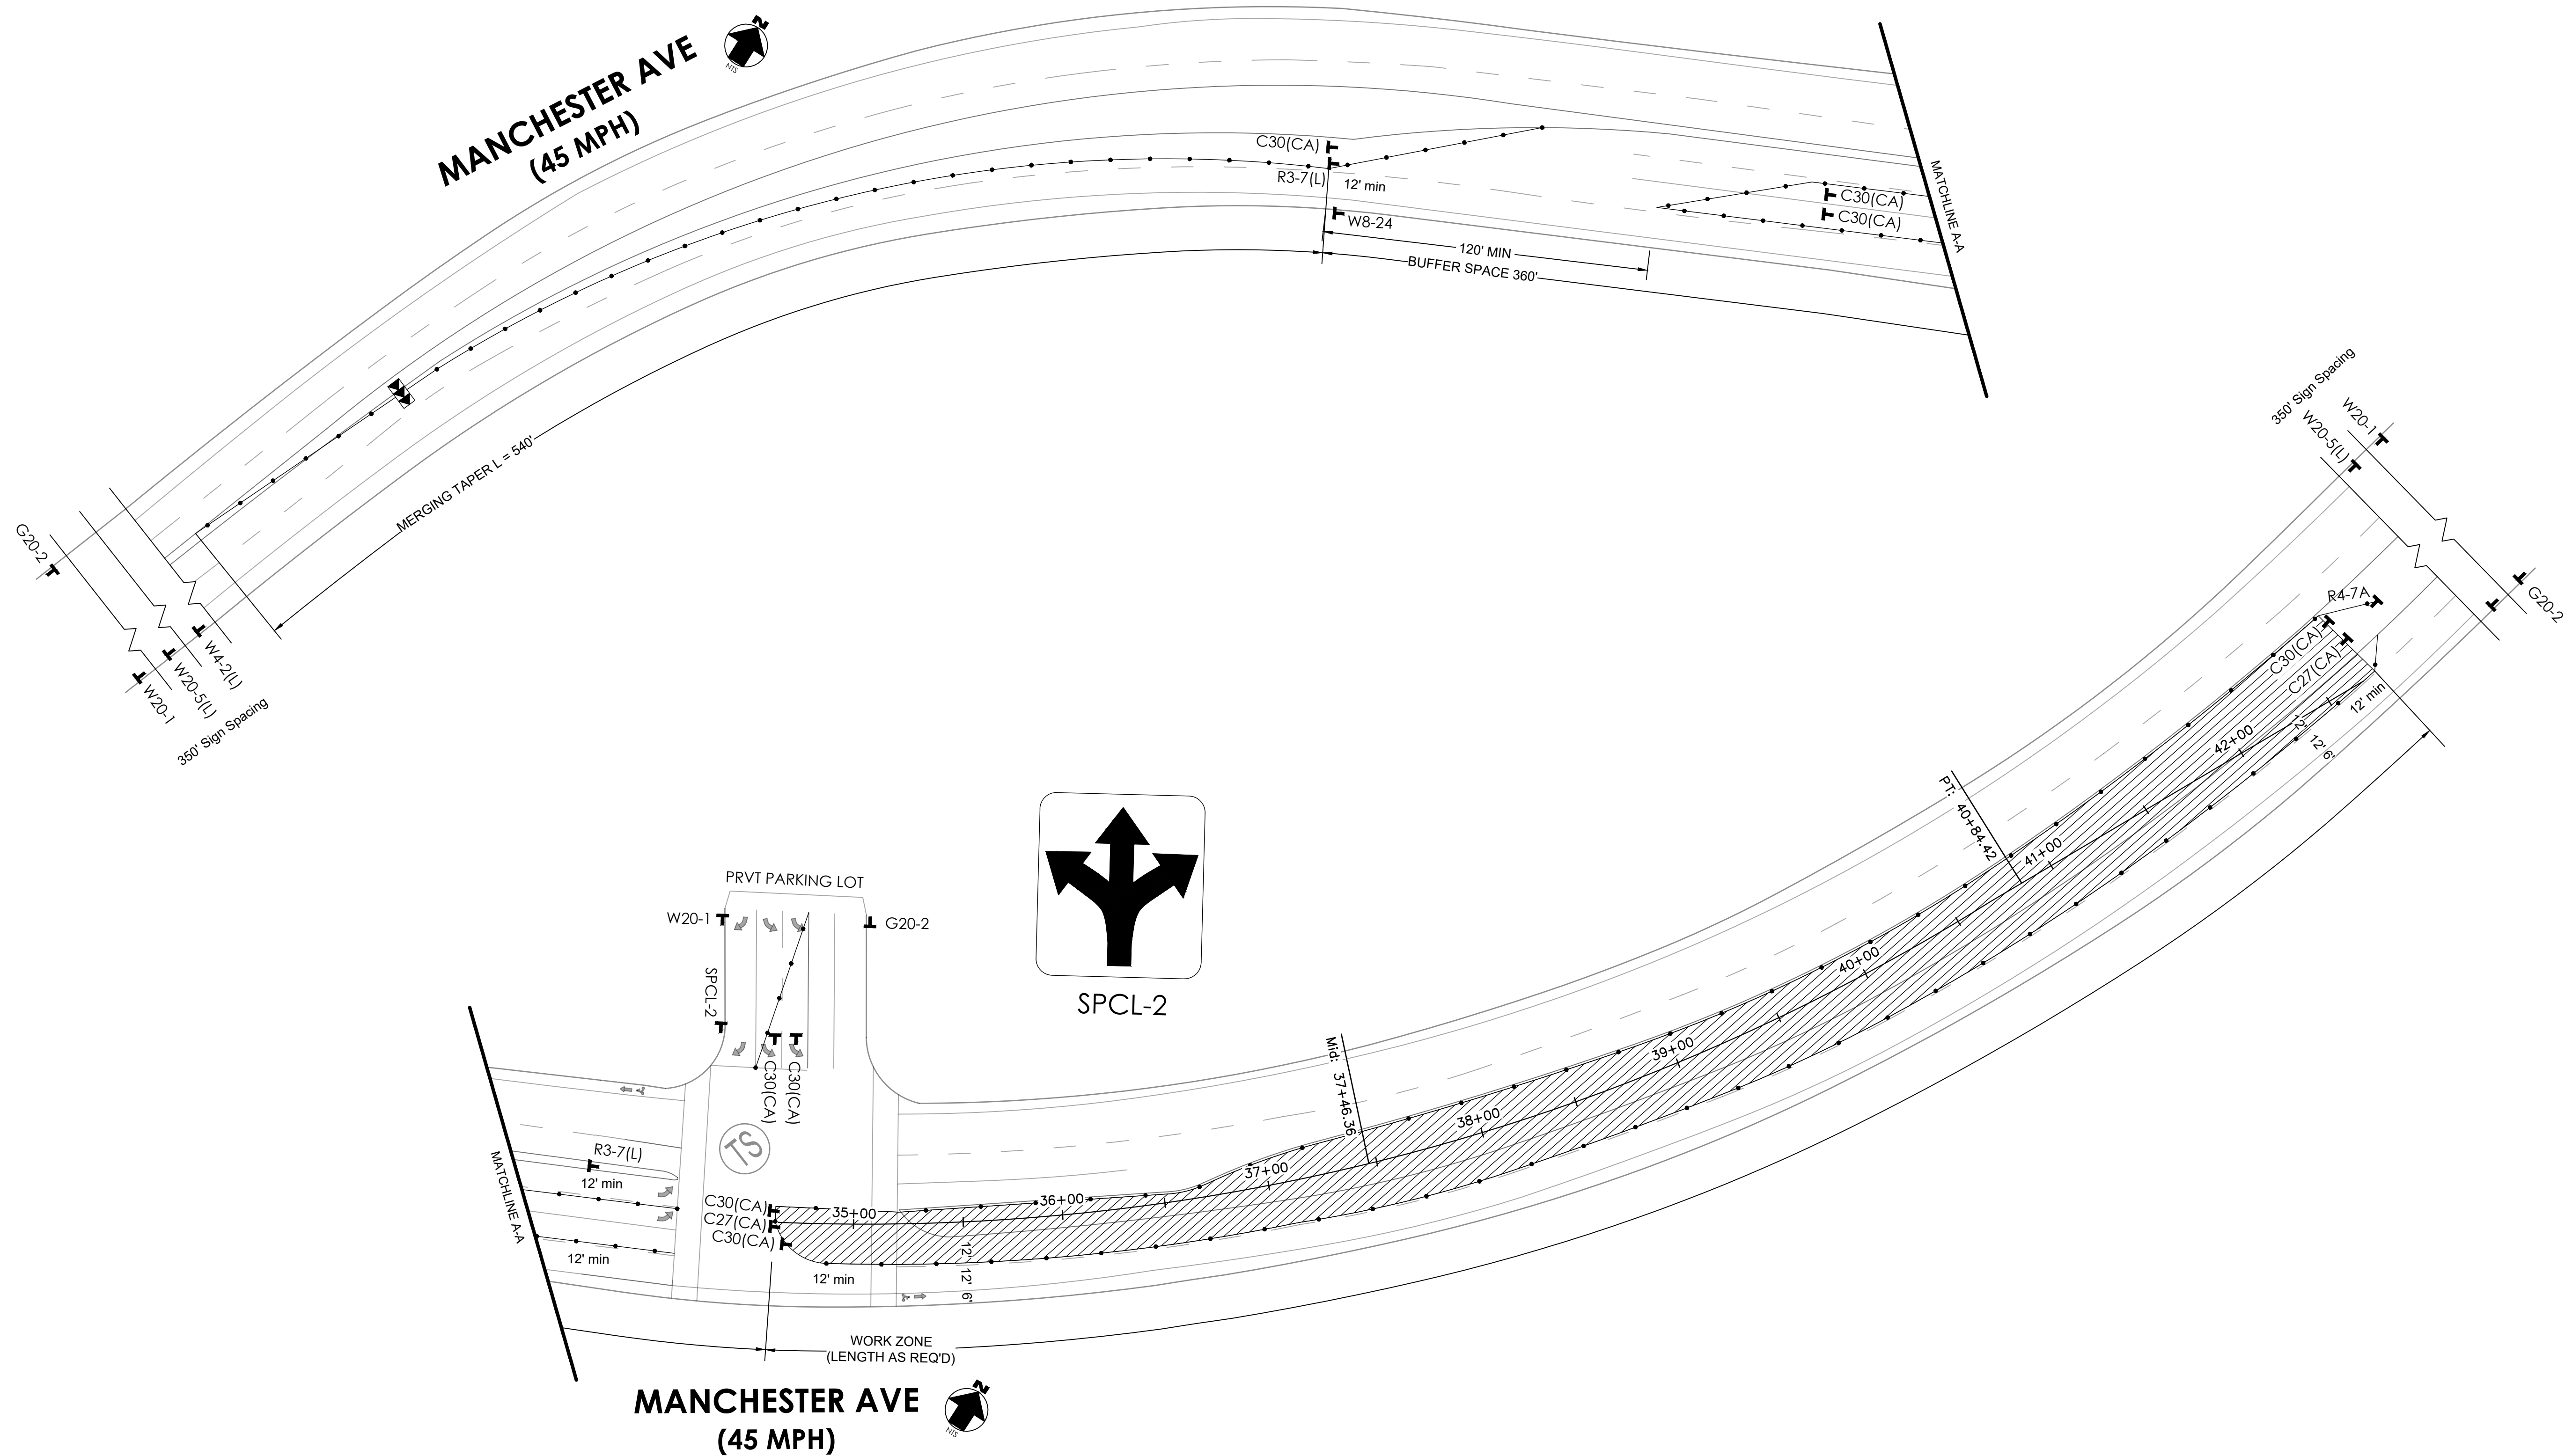 MANCHESTER AVE
(45 MPH)
N
NTS
C30(CA)
R3-7(L)
12' min
W8-24
120' MIN
BUFFER SPACE 360'
C30(CA)
C30(CA)
MATCHLINE A-A
MERGING TAPER L = 540'
G20-2
W4-2(L)
W20-5(L)
W20-1
350' Sign Spacing
350' Sign Spacing
W20-1
W20-5(L)
G20-2
R4-7A
C30(CA)
C27(CA)
12' min
12'
12'
6'
42+00
PT: 40+84.42
41+00
40+00
39+00
Mid: 37+46.36
38+00
37+00
36+00
35+00
SPCL-2
PRVT PARKING LOT
W20-1
G20-2
SPCL-2
C30(CA)
C30(CA)
TS
R3-7(L)
12' min
12' min
MATCHLINE A-A
C30(CA)
C27(CA)
C30(CA)
12' min
12'
12'
6'
WORK ZONE
(LENGTH AS REQ'D)
MANCHESTER AVE
(45 MPH)
N
NTS